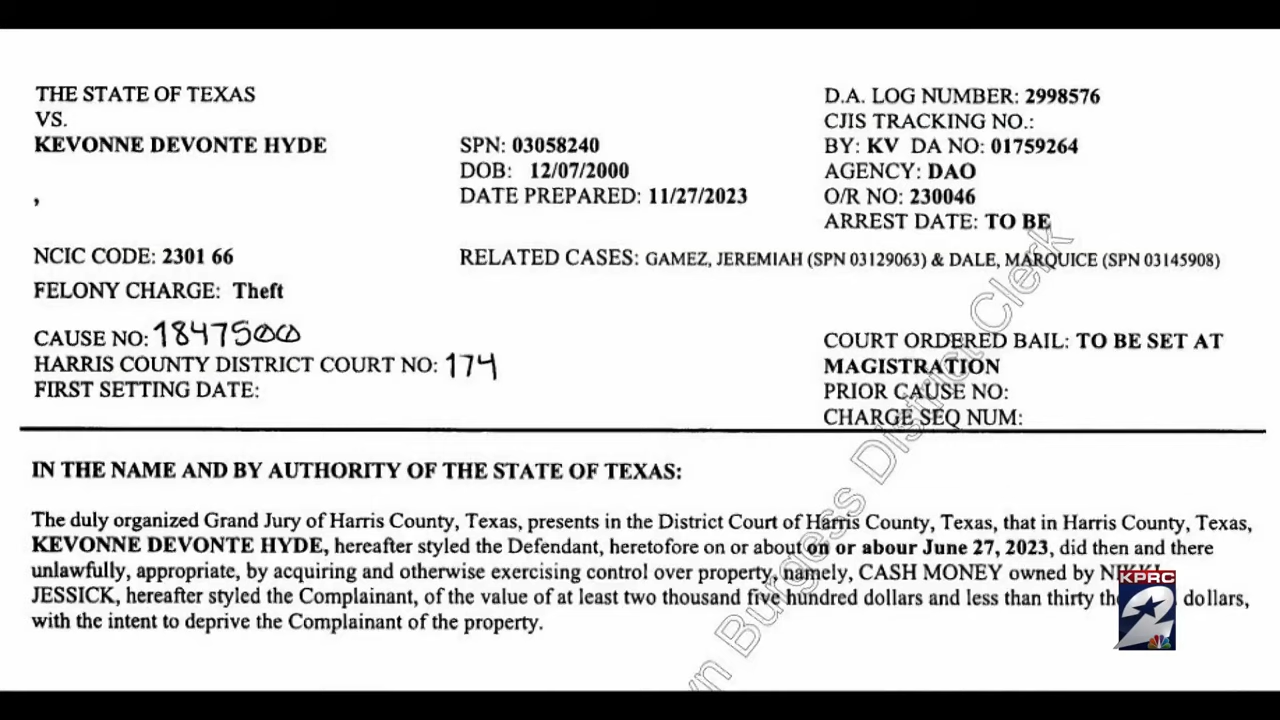 THE STATE OF TEXAS
VS.
KEVONNE DEVONTE HYDE
,
SPN: 03058240
DOB: 12/07/2000
DATE PREPARED: 11/27/2023
D.A. LOG NUMBER: 2998576
CJIS TRACKING NO.:
BY: KV DA NO: 01759264
AGENCY: DAO
O/R NO: 230046
ARREST DATE: TO BE
NCIC CODE: 2301 66
RELATED CASES: GAMEZ, JEREMIAH (SPN 03129063) & DALE, MARQUICE (SPN 03145908)
FELONY CHARGE: Theft
CAUSE NO: 1847500
HARRIS COUNTY DISTRICT COURT NO: 174
FIRST SETTING DATE:
COURT ORDERED BAIL: TO BE SET AT
MAGISTRATION
PRIOR CAUSE NO:
CHARGE SEQ NUM:
IN THE NAME AND BY AUTHORITY OF THE STATE OF TEXAS:
The duly organized Grand Jury of Harris County, Texas, presents in the District Court of Harris County, Texas, that in Harris County, Texas,
KEVONNE DEVONTE HYDE, hereafter styled the Defendant, heretofore on or about on or abour June 27, 2023, did then and there
unlawfully, appropriate, by acquiring and otherwise exercising control over property, namely, CASH MONEY owned by
JESSICK, hereafter styled the Complainant, of the value of at least two thousand five hundred dollars and less than thirty dollars,
with the intent to deprive the Complainant of the property.
Burgess District Clerk
KPRC
2